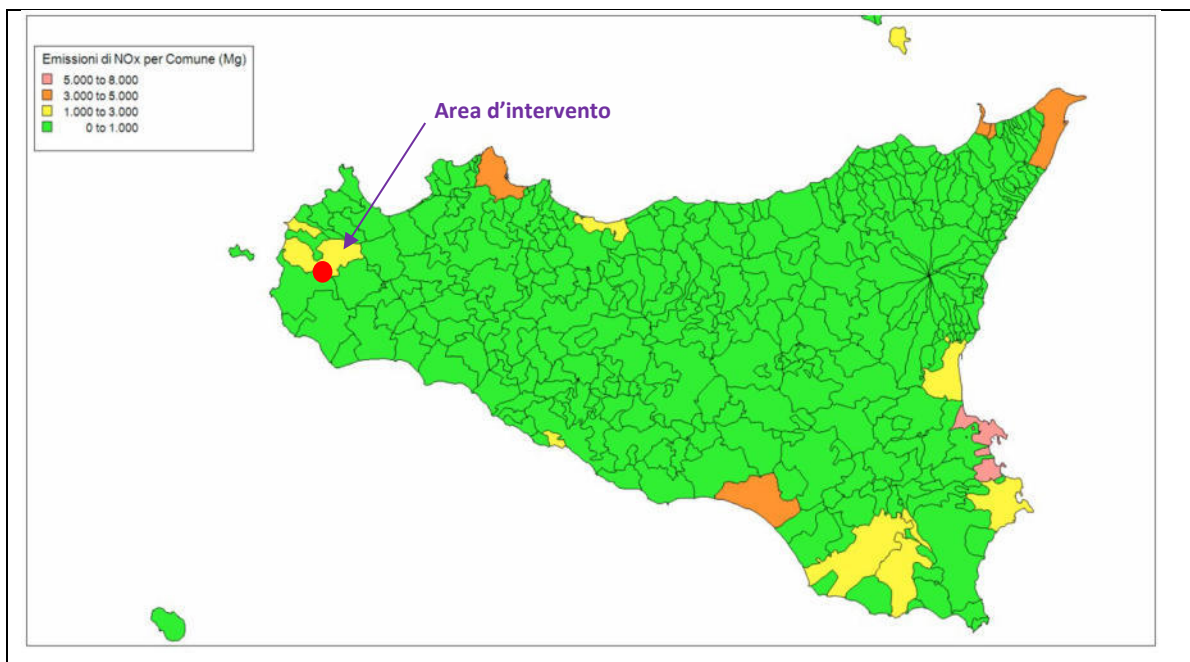 Emissioni di NOx per Comune (Mg)
5.000 to 8.000
3.000 to 5.000
1.000 to 3.000
0 to 1.000
Area d’intervento